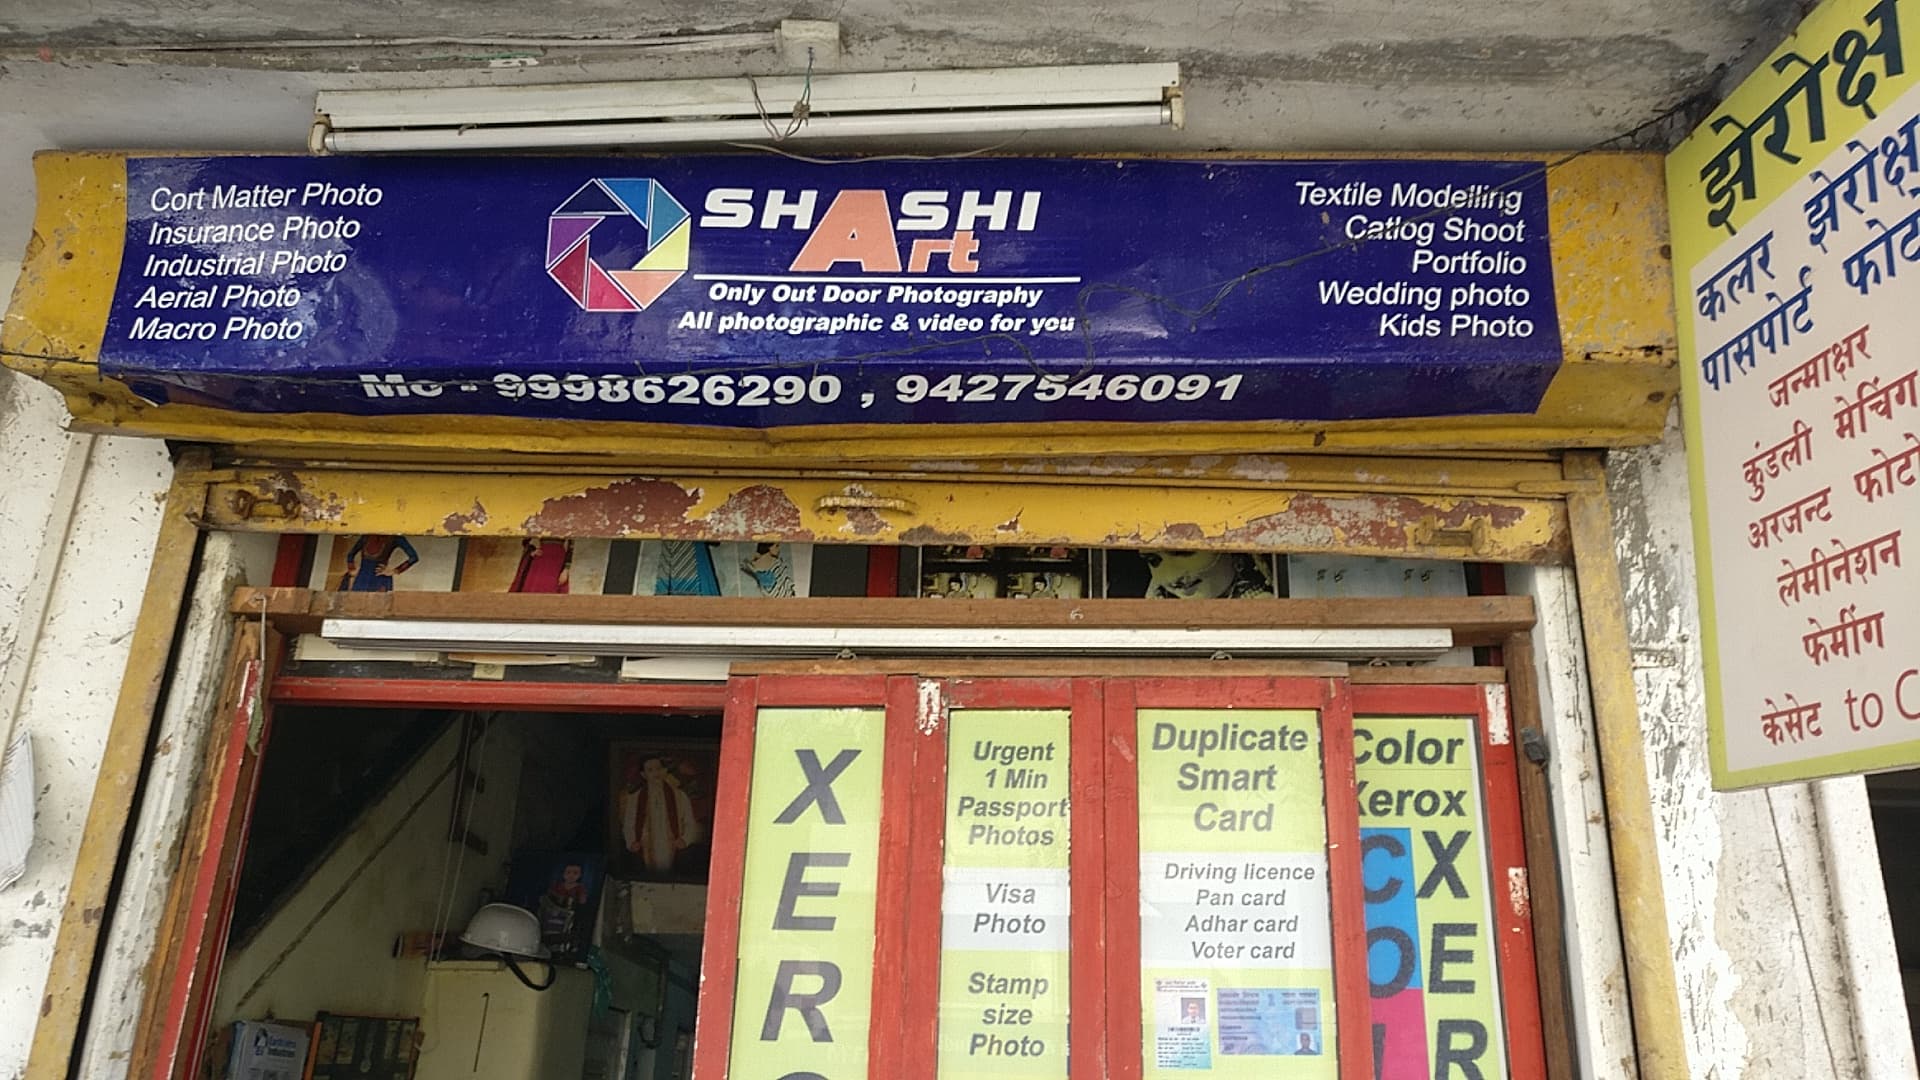 Cort Matter Photo
Insurance Photo
Industrial Photo
Aerial Photo
Macro Photo
SHASHI
Art
Only Out Door Photography
All photographic & video for you
Textile Modelling
Catlog Shoot
Portfolio
Wedding photo
Kids Photo
Mo - 9998626290 , 9427546091
झेरोक्ष
कलर झेरोक्ष
पासपोर्ट फोटो
जन्माक्षर
कुंडली मेचिंग
अरजन्ट फोटो
लेमीनेशन
फेमींग
केसेट to C
XER
Urgent
1 Min
Passport
Photos
Visa
Photo
Stamp
size
Photo
Duplicate
Smart
Card
Driving licence
Pan card
Adhar card
Voter card
Color
Xerox
CO
XER